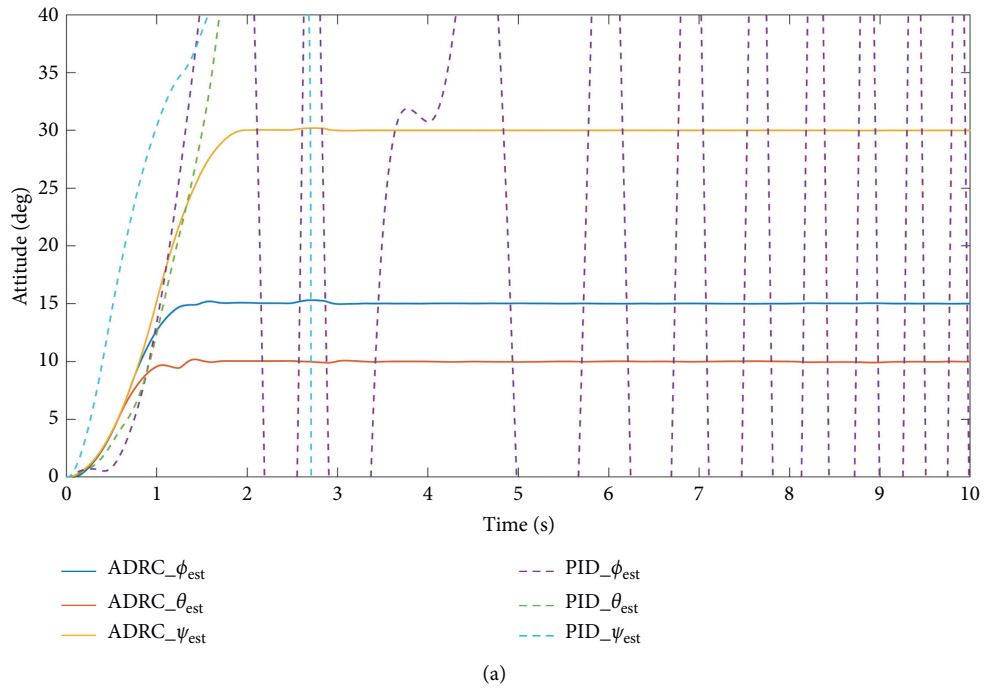 40
35
30
25
20
15
10
5
0
Attitude (deg)
0 1 2 3 4 5 6 7 8 9 10
Time (s)
ADRC_ϕest PID_ϕest
ADRC_θest PID_θest
ADRC_ψest PID_ψest
(a)